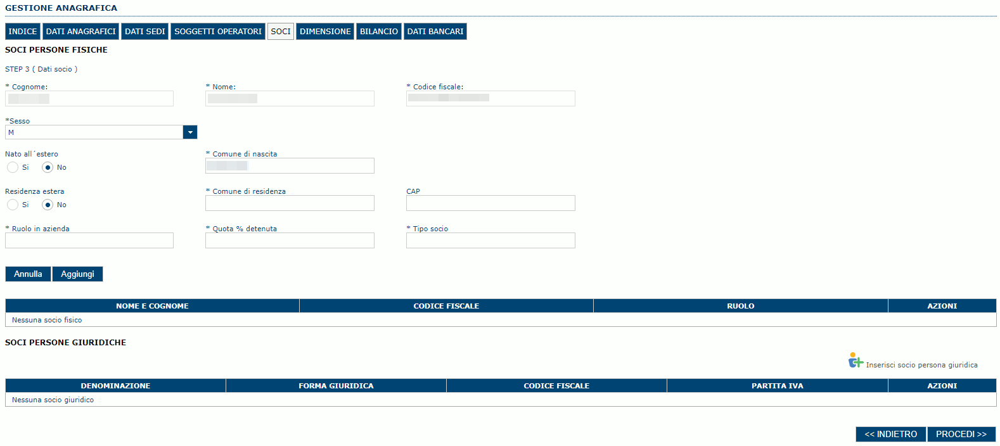 GESTIONE ANAGRAFICA
INDICE DATI ANAGRAFICI DATI SEDI SOGGETTI OPERATORI SOCI DIMENSIONE BILANCIO DATI BANCARI
SOCI PERSONE FISICHE
STEP 3 ( Dati socio )
* Cognome: * Nome: * Codice fiscale:
*Sesso
M
Nato all´estero * Comune di nascita
Si No
Residenza estera * Comune di residenza CAP
Si No
* Ruolo in azienda * Quota % detenuta * Tipo socio
Annulla Aggiungi
NOME E COGNOME CODICE FISCALE RUOLO AZIONI
Nessuna socio fisico
SOCI PERSONE GIURIDICHE
Inserisci socio persona giuridica
DENOMINAZIONE FORMA GIURIDICA CODICE FISCALE PARTITA IVA AZIONI
Nessuna socio giuridico
<< INDIETRO PROCEDI >>